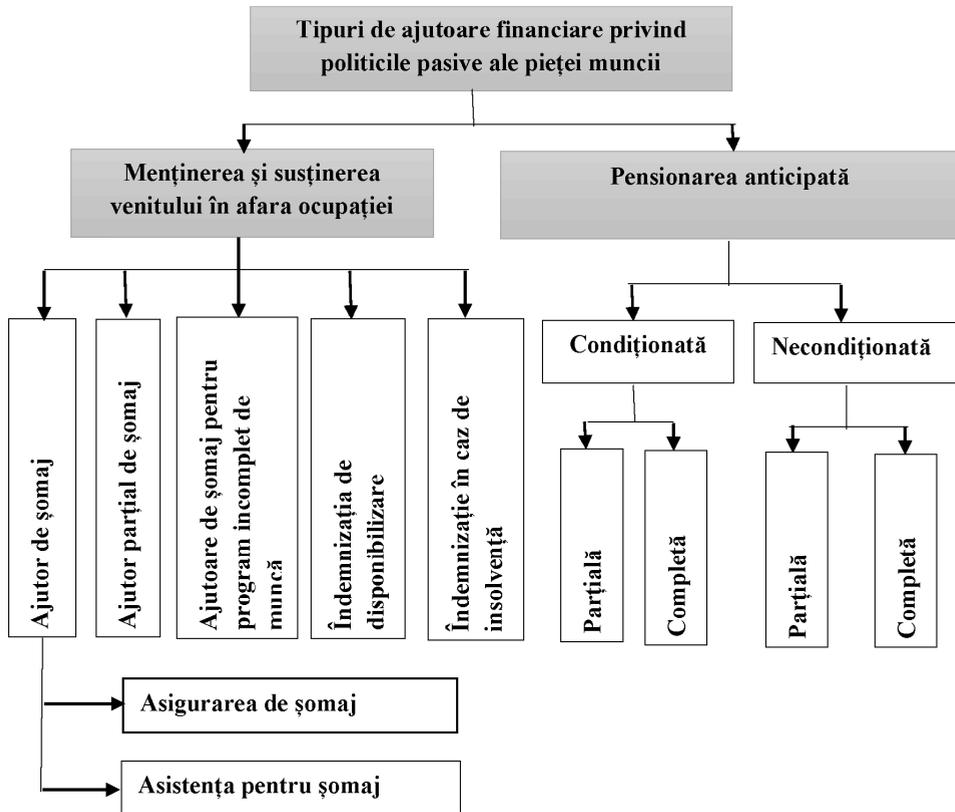 Tipuri de ajutoare financiare privind
politicile pasive ale pieței muncii
Menținerea și susținerea
venitului în afara ocupației
Pensionarea anticipată
Ajutor de șomaj
Ajutor parțial de șomaj
Ajutoare de șomaj pentru
program incomplet de
muncă
Îndemnizația de
disponibilizare
Îndemnizație în caz de
insolvență
Condiționată
Necondiționată
Parțială
Completă
Parțială
Completă
Asigurarea de șomaj
Asistența pentru șomaj